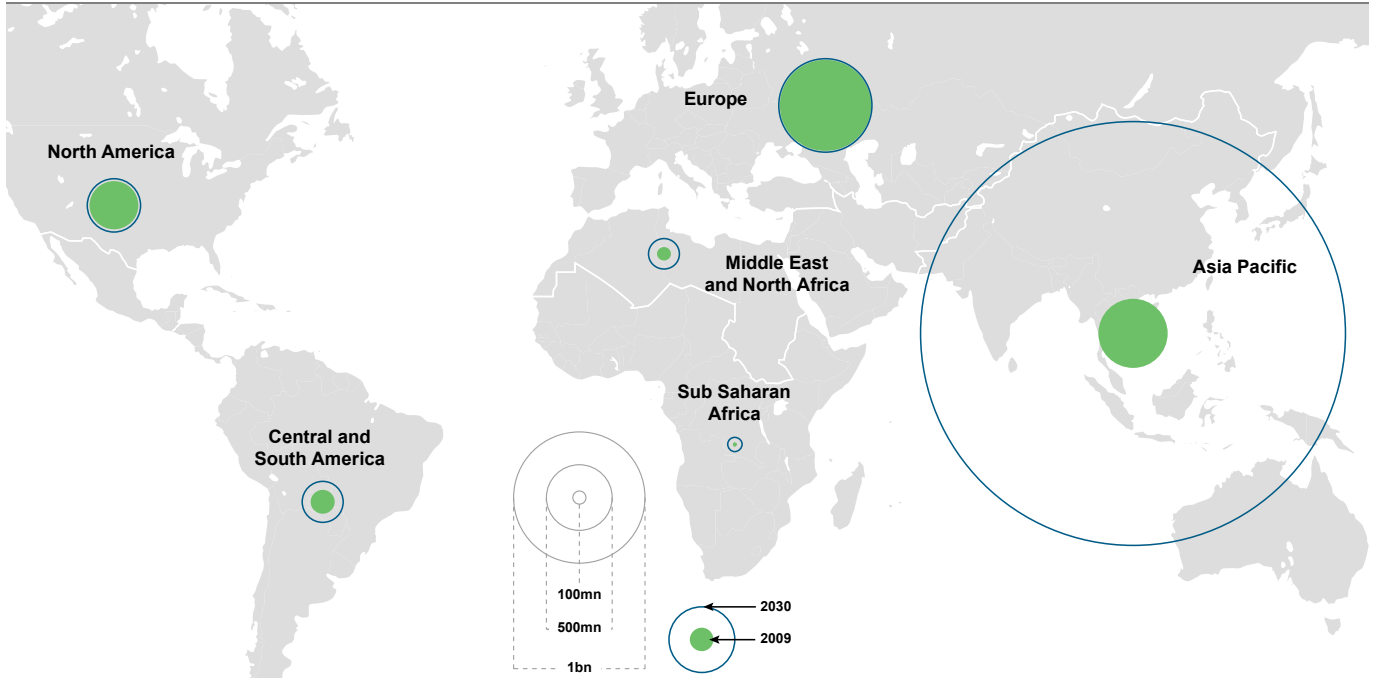 Europe
North America
Middle East
and North Africa
Asia Pacific
Sub Saharan
Africa
Central and
South America
100mn
500mn
1bn
2030
2009